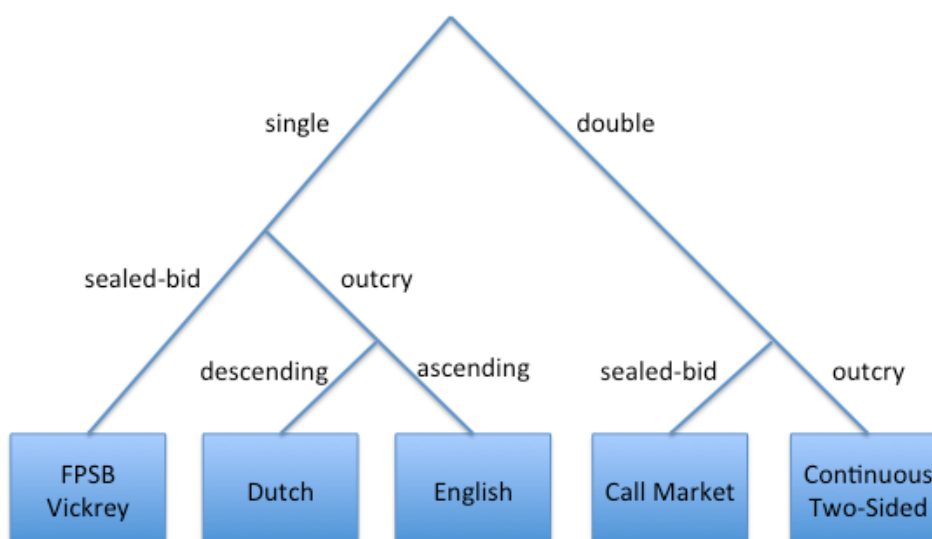 single
double
sealed-bid
outcry
descending
ascending
sealed-bid
outcry
FPSB
Vickrey
Dutch
English
Call Market
Continuous
Two-Sided